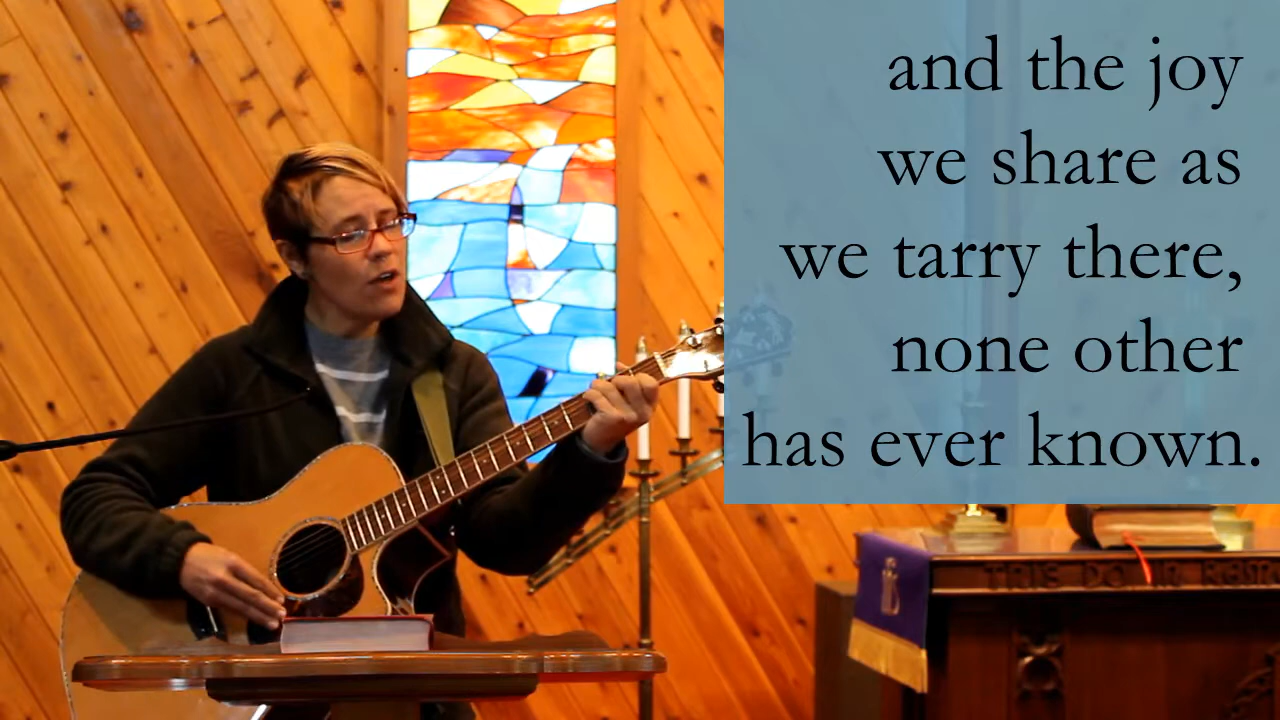 and the joy
we share as
we tarry there,
none other
has ever known.